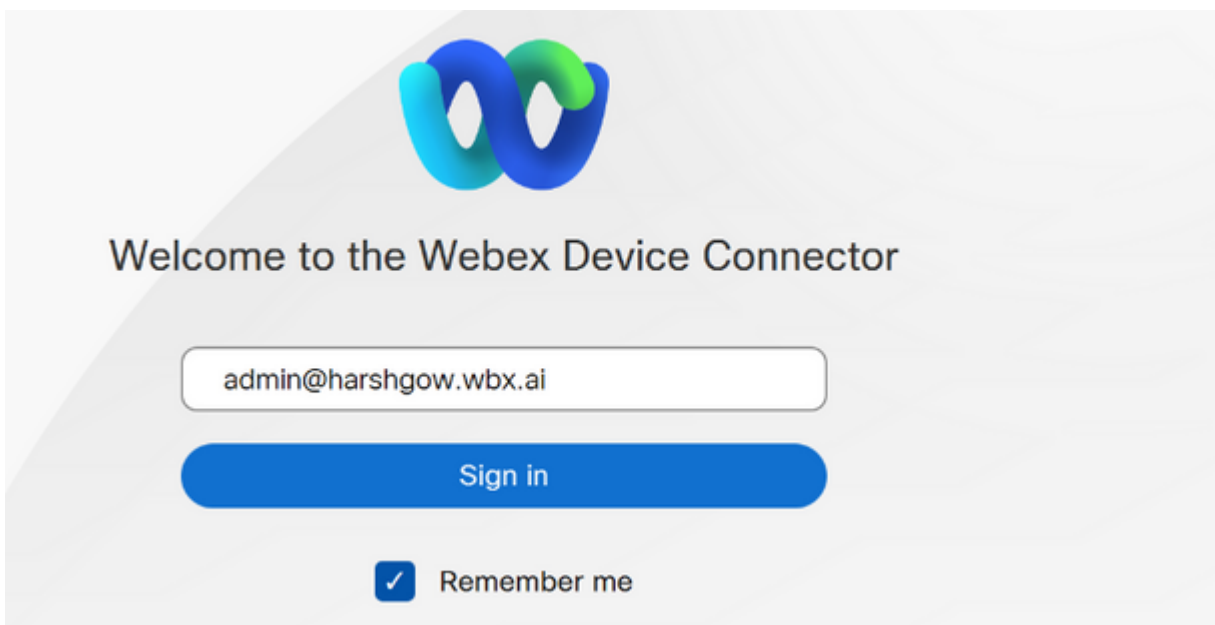 Welcome to the Webex Device Connector
admin@harshgow.wbx.ai
Sign in
Remember me